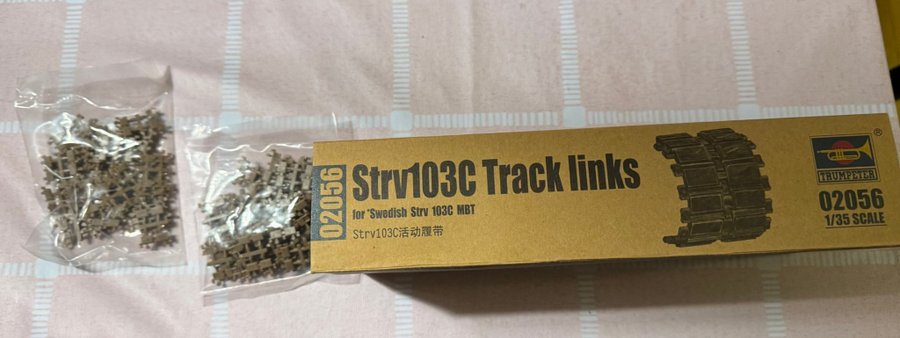 02056
Strv103C Track links
for Swedish Strv 103C MBT
Strv103C活动履带
®
TRUMPETER
02056
1/35 SCALE